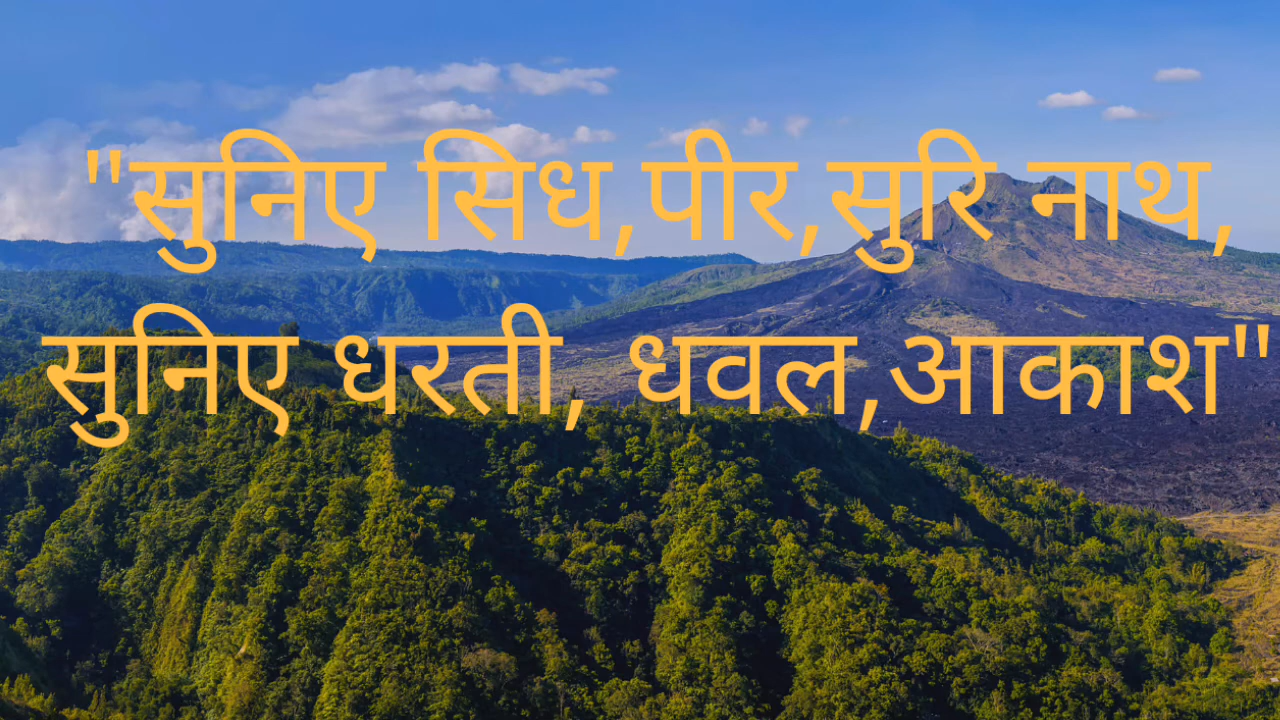 "सुनिए सिध,पीर,सुरि नाथ,
सुनिए धरती, धवल,आकाश"